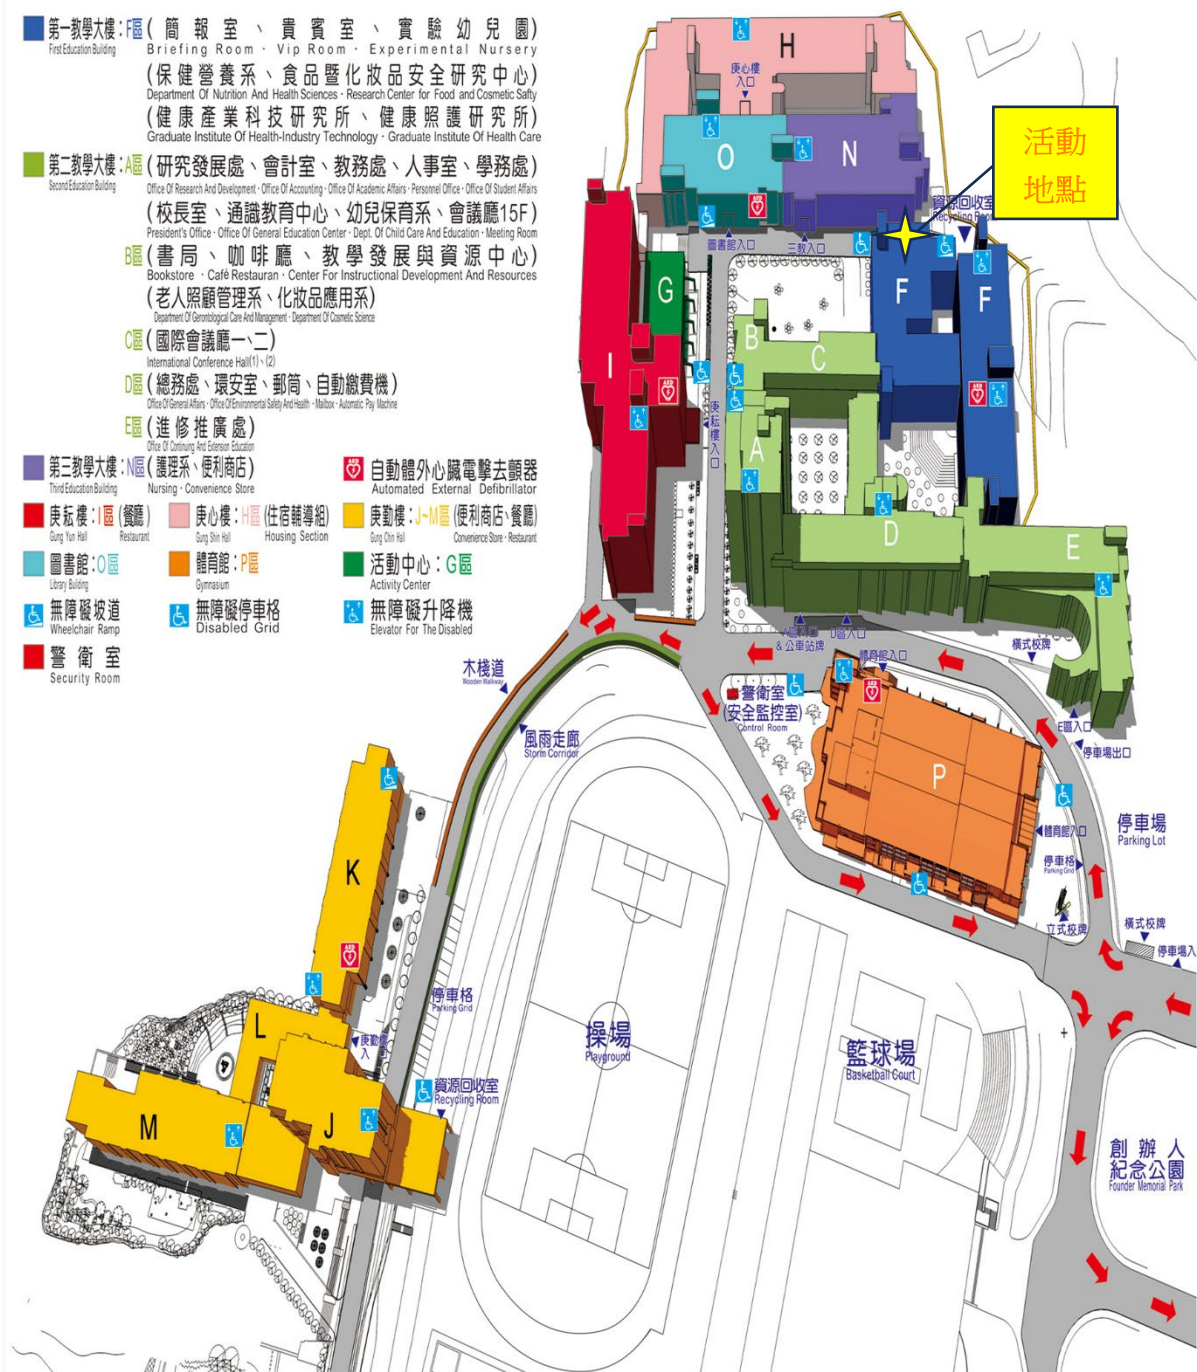 第一教學大樓：F區(簡報室、貴賓室、實驗幼兒園)
First Education Building
Briefing Room · Vip Room · Experimental Nursery
(保健營養系、食品暨化妝品安全研究中心)
Department Of Nutrition And Health Sciences · Research Center for Food and Cosmetic Safty
(健康產業科技研究所、健康照護研究所)
Graduate Institute Of Health-Industry Technology · Graduate Institute Of Health Care
第二教學大樓：A區(研究發展處、會計室、教務處、人事室、學務處)
Second Education Building
Office Of Research And Development · Office Of Accounting · Office Of Academic Affairs · Personnel Office · Office Of Student Affairs
(校長室、通識教育中心、幼兒保育系、會議廳15F)
President's Office · Office Of General Education Center · Dept. Of Child Care And Education · Meeting Room
B區(書局、咖啡廳、教學發展與資源中心)
Bookstore · Café Restauran · Center For Instructional Development And Resources
(老人照顧管理系、化妝品應用系)
Department Of Gerontological Care And Management · Department Of Cosmetic Science
C區(國際會議廳一、二)
International Conference Hall(1)、(2)
D區(總務處、環安室、郵筒、自動繳費機)
Office Of General Affairs · Office Of Environmental Safety And Health · Mailbox · Automatic Pay Machine
E區(進修推廣處)
Office Of Continuing And Extension Education
第三教學大樓：N區(護理系、便利商店)
Third Education Building
Nursing · Convenience Store
AED
自動體外心臟電擊去顫器
Automated External Defibrillator
庚耘樓：I區(餐廳)
Gung Yun Hall
Restaurant
庚心樓：H區(住宿輔導組)
Gung Shin Hall
Housing Section
庚勤樓：J~M區(便利商店、餐廳)
Gung Chin Hall
Convenience Store · Restaurant
圖書館：O區
Library Building
體育館：P區
Gymnasium
活動中心：G區
Activity Center
無障礙坡道
Wheelchair Ramp
無障礙停車格
Disabled Grid
無障礙升降機
Elevator For The Disabled
警衛室
Security Room
H
庚心樓
入口
O
N
活動
地點
資源回收室
Recycling Room
AED
圖書館入口
三教入口
G
F
F
B
C
I
AED
AED
庚耘樓入口
A
D
E
A區入口
&公車站牌
D區入口
體育館入口
橫式校牌
木棧道
Wooden Walkway
風雨走廊
Storm Corridor
警衛室
(安全監控室)
Control Room
AED
E區入口
停車場出口
P
體育館入口
停車場
Parking Lot
停車格
Parking Grid
立式校牌
橫式校牌
停車場入
K
AED
停車格
Parking Grid
L
庚勤樓
入口
操場
Playground
籃球場
Basketball Court
資源回收室
Recycling Room
M
J
創辦人
紀念公園
Founder Memorial Park